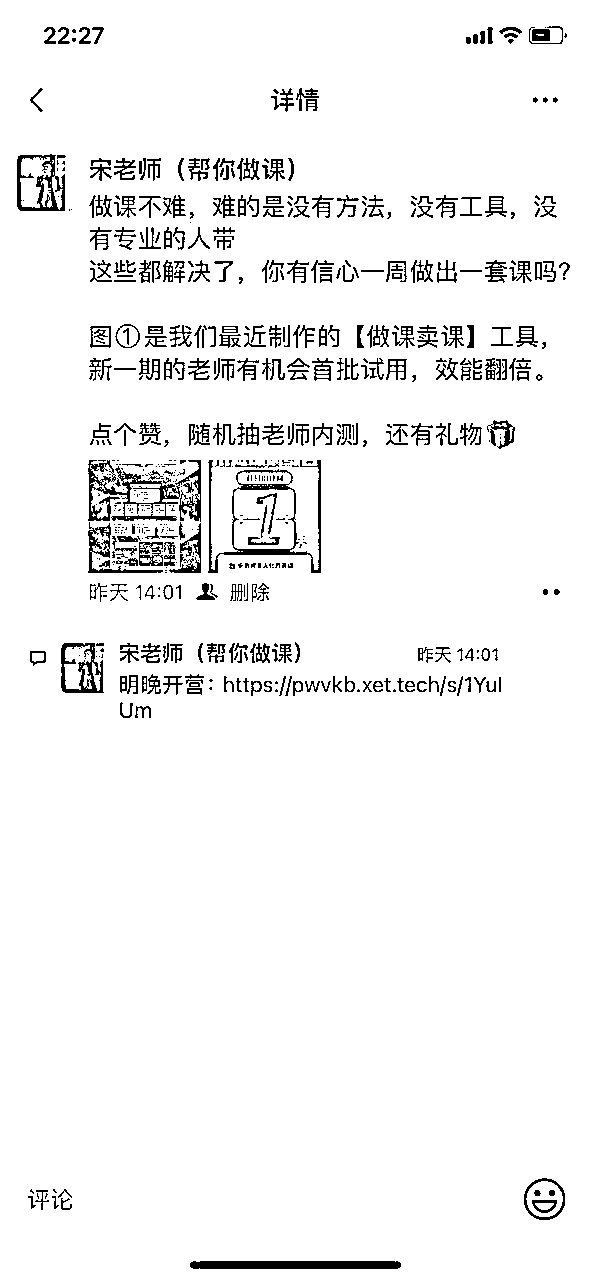 22:27
详情
宋老师（帮你做课）
做课不难，难的是没有方法，没有工具，没
有专业的人带
这些都解决了，你有信心一周做出一套课吗？
图①是我们最近制作的【做课卖课】工具，
新一期的老师有机会首批试用，效能翻倍。
点个赞，随机抽老师内测，还有礼物🎁
1
昨天 14:01 删除
宋老师（帮你做课） 昨天 14:01
明晚开营：https://pwvkb.xet.tech/s/1Yul
Um
评论